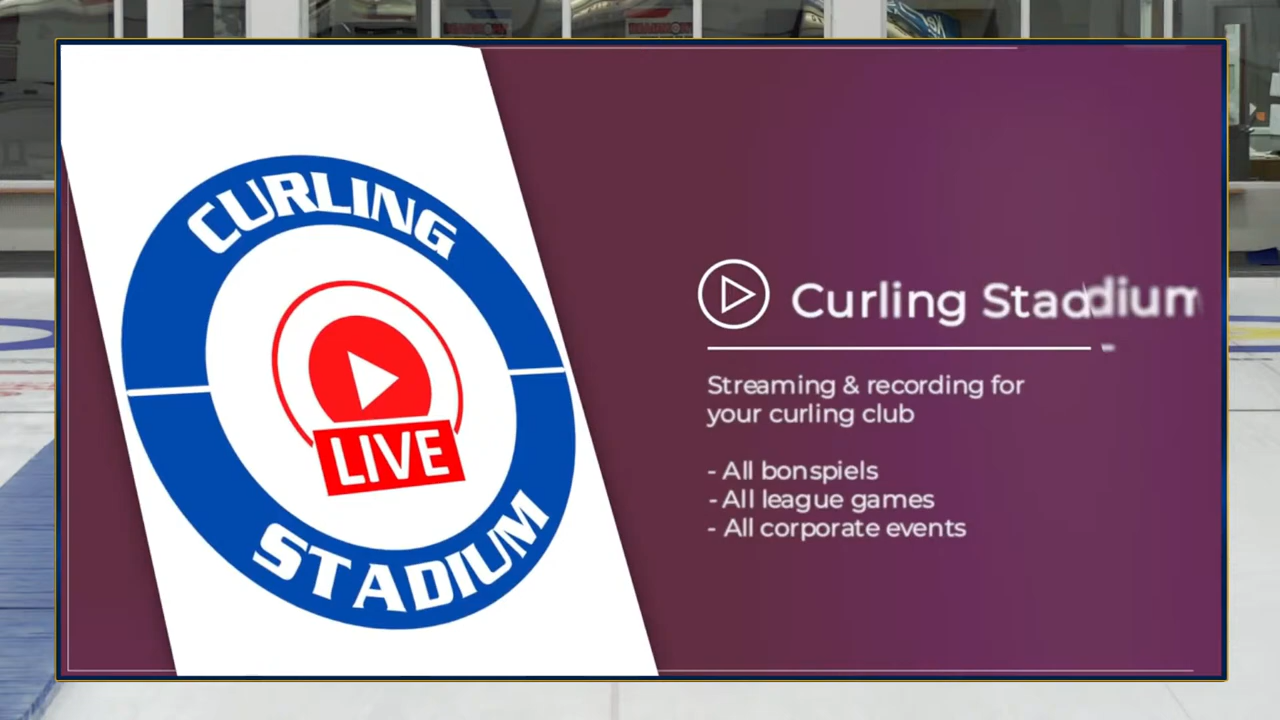 CURLING
LIVE
STADIUM
Curling Stadium
Streaming & recording for
your curling club
- All bonspiels
- All league games
- All corporate events